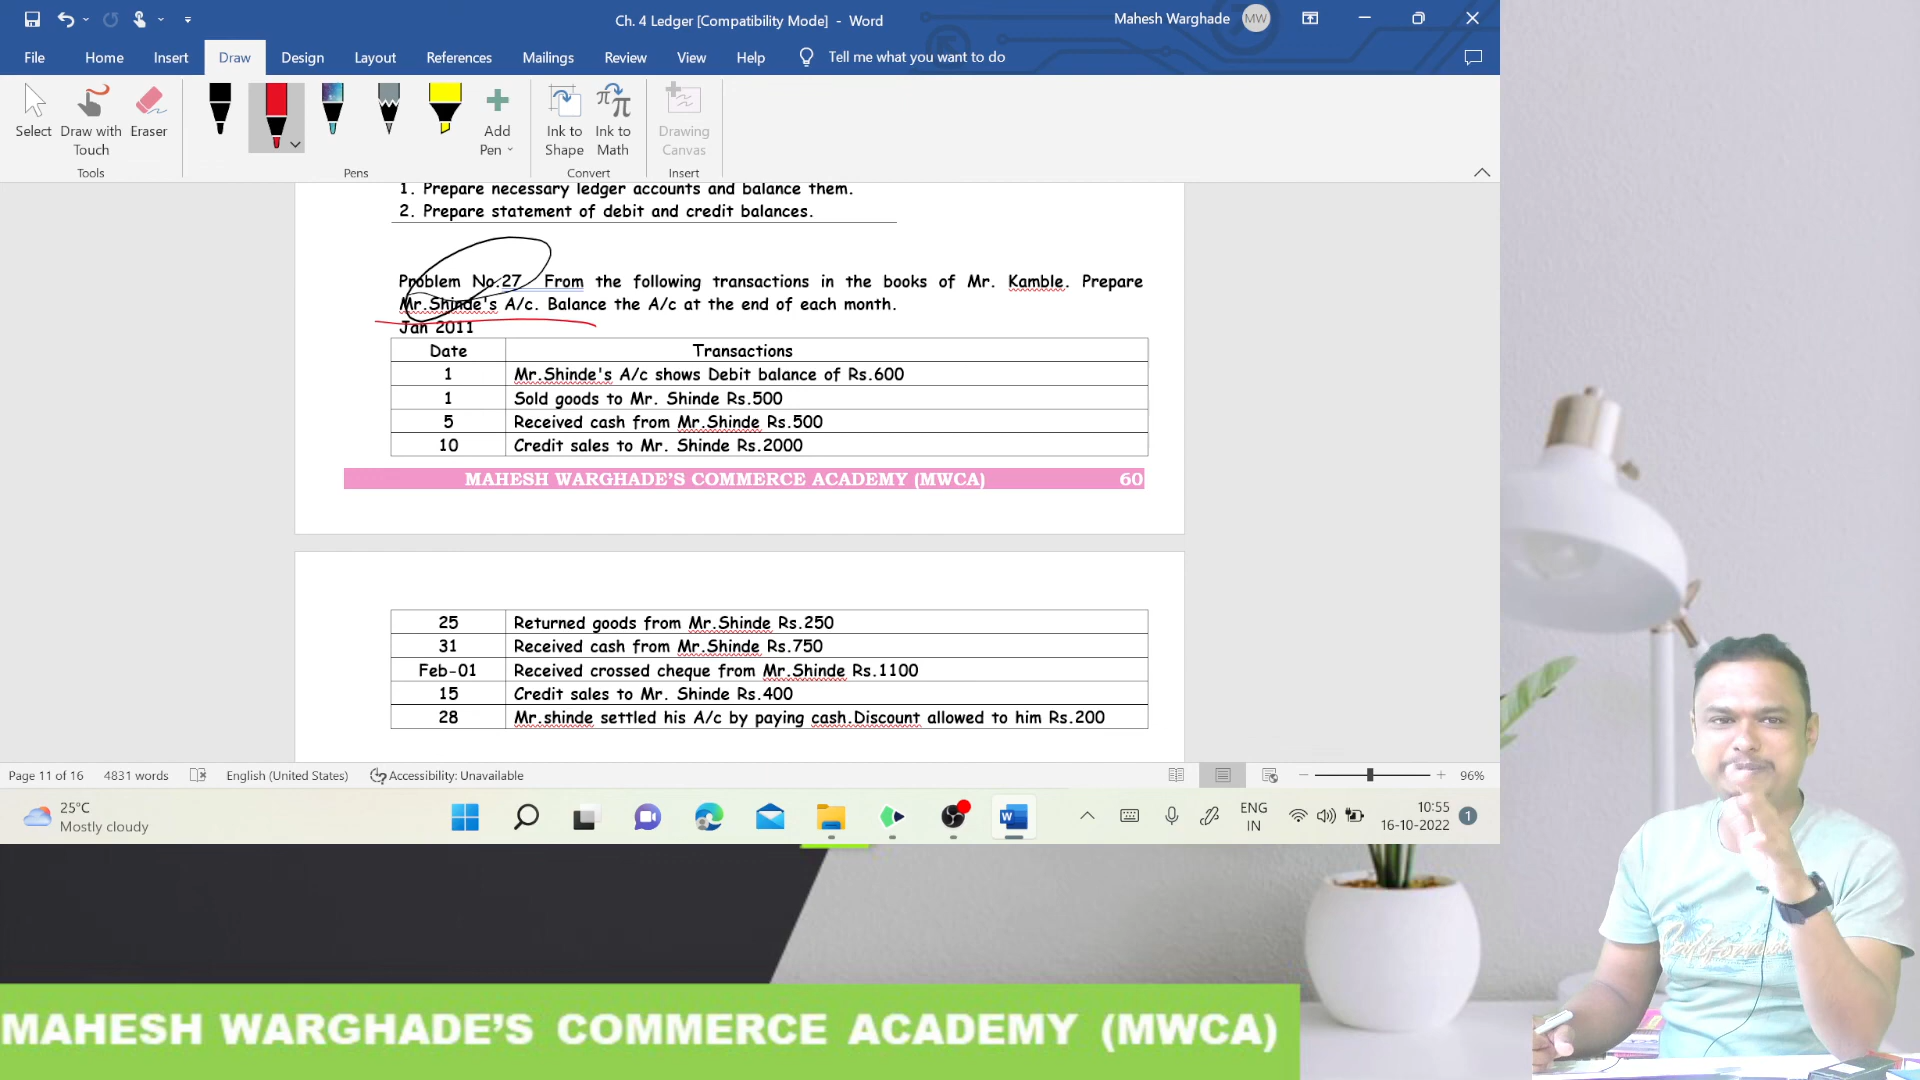 Ch. 4 Ledger [Compatibility Mode] - Word
Mahesh Warghade MW
File Home Insert Draw Design Layout References Mailings Review View Help Tell me what you want to do
Select Draw with Touch Eraser
Add Pen
Ink to Shape
Ink to Math
Drawing Canvas
Tools Pens Convert Insert
1. Prepare necessary ledger accounts and balance them.
2. Prepare statement of debit and credit balances.
Problem No.27 From the following transactions in the books of Mr. Kamble. Prepare
Mr.Shinde's A/c. Balance the A/c at the end of each month.
Jan 2011
Date Transactions
1 Mr.Shinde's A/c shows Debit balance of Rs.600
1 Sold goods to Mr. Shinde Rs.500
5 Received cash from Mr.Shinde Rs.500
10 Credit sales to Mr. Shinde Rs.2000
MAHESH WARGHADE'S COMMERCE ACADEMY (MWCA) 60
25 Returned goods from Mr.Shinde Rs.250
31 Received cash from Mr.Shinde Rs.750
Feb-01 Received crossed cheque from Mr.Shinde Rs.1100
15 Credit sales to Mr. Shinde Rs.400
28 Mr.shinde settled his A/c by paying cash.Discount allowed to him Rs.200
Page 11 of 16 4831 words English (United States) Accessibility: Unavailable 96%
25°C
Mostly cloudy
ENG
IN
10:55
16-10-2022
1
MAHESH WARGHADE'S COMMERCE ACADEMY (MWCA)